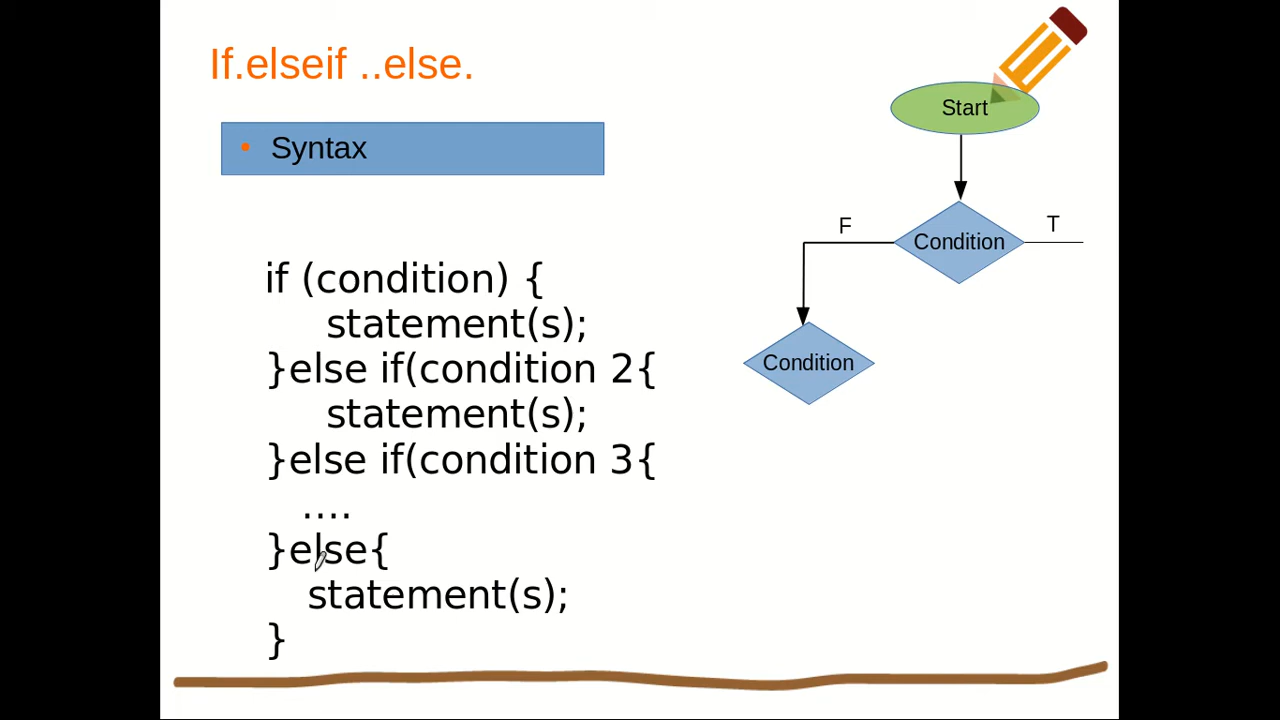 If.elseif ..else.
• Syntax
if (condition) {
statement(s);
}else if(condition 2{
statement(s);
}else if(condition 3{
....
}else{
statement(s);
}
Start
F
Condition
T
Condition